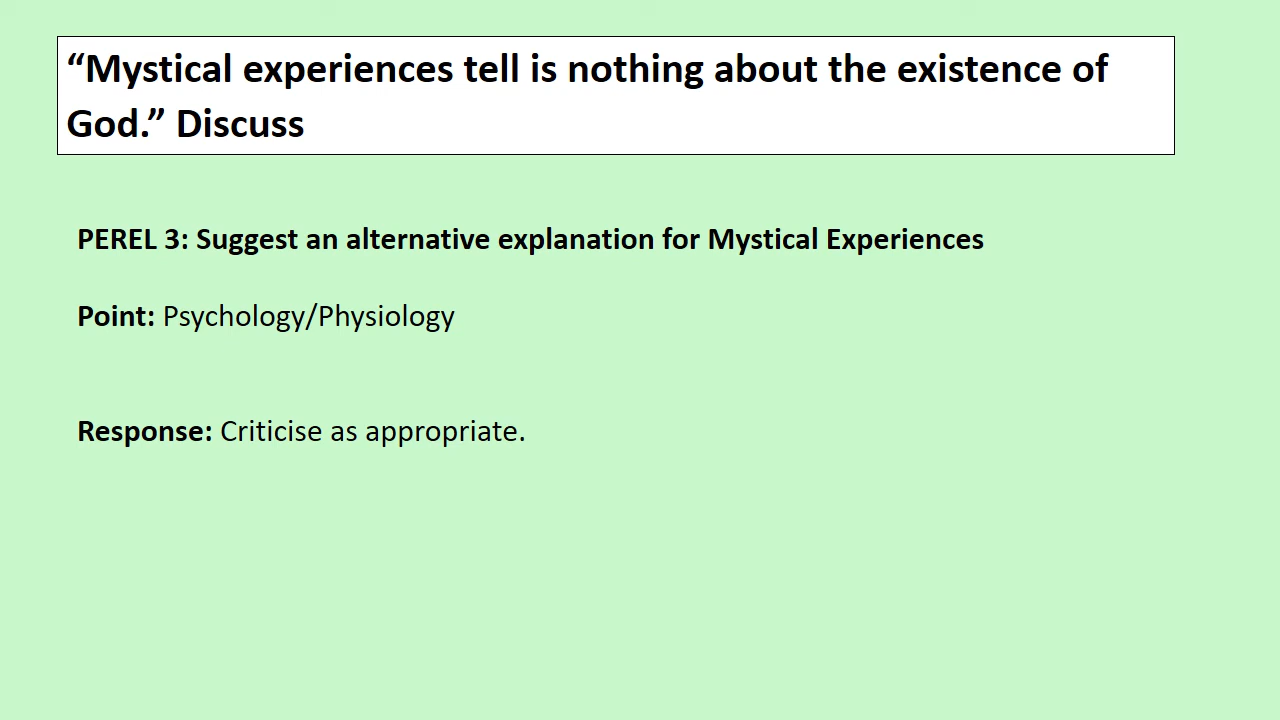 “Mystical experiences tell is nothing about the existence of
God.” Discuss
PEREL 3: Suggest an alternative explanation for Mystical Experiences
Point: Psychology/Physiology
Response: Criticise as appropriate.